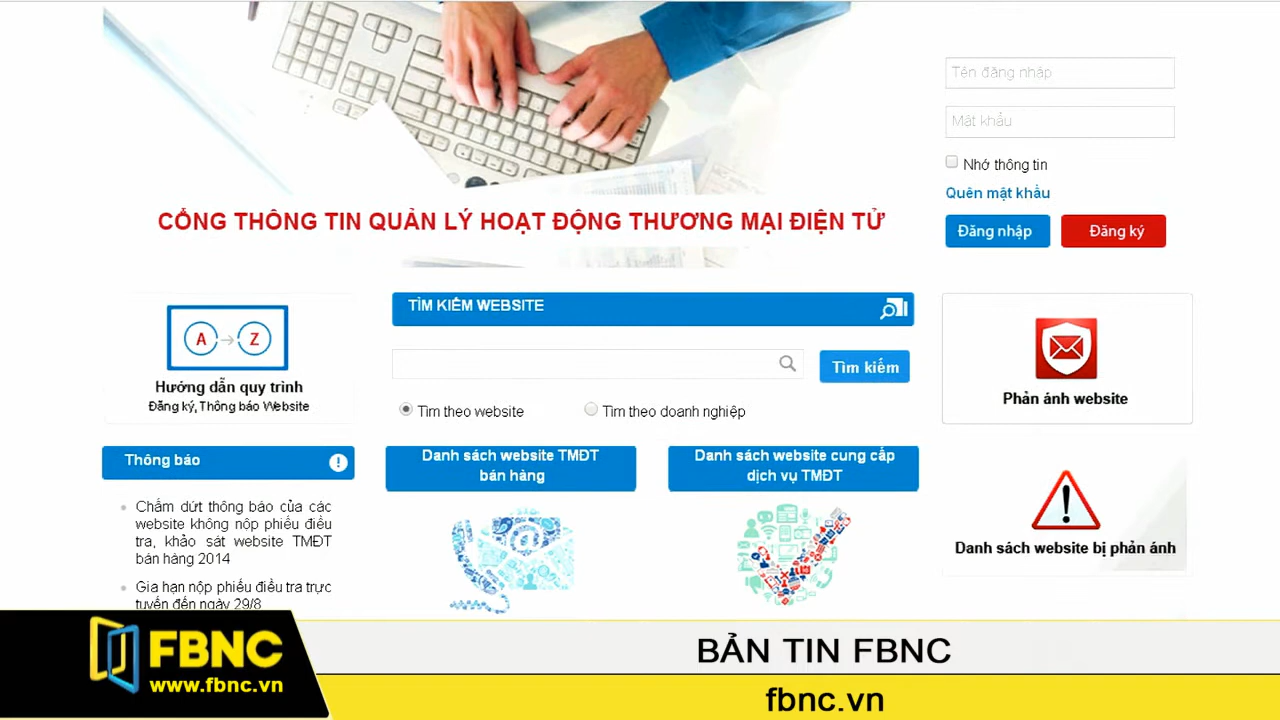 Tên đăng nhập
Mật khẩu
Nhớ thông tin
Quên mật khẩu
Đăng nhập
Đăng ký
CỔNG THÔNG TIN QUẢN LÝ HOẠT ĐỘNG THƯƠNG MẠI ĐIỆN TỬ
A
Z
Hướng dẫn quy trình
Đăng ký, Thông báo Website
TÌM KIẾM WEBSITE
Tìm kiếm
Tìm theo website
Tìm theo doanh nghiệp
Phản ánh website
Thông báo
Chấm dứt thông báo của các
website không nộp phiếu điều
tra, khảo sát website TMĐT
bán hàng 2014
Gia hạn nộp phiếu điều tra trực
tuyến đến ngày 29/8
Danh sách website TMĐT
bán hàng
@
Danh sách website cung cấp
dịch vụ TMĐT
Danh sách website bị phản ánh
FBNC
www.fbnc.vn
BẢN TIN FBNC
fbnc.vn